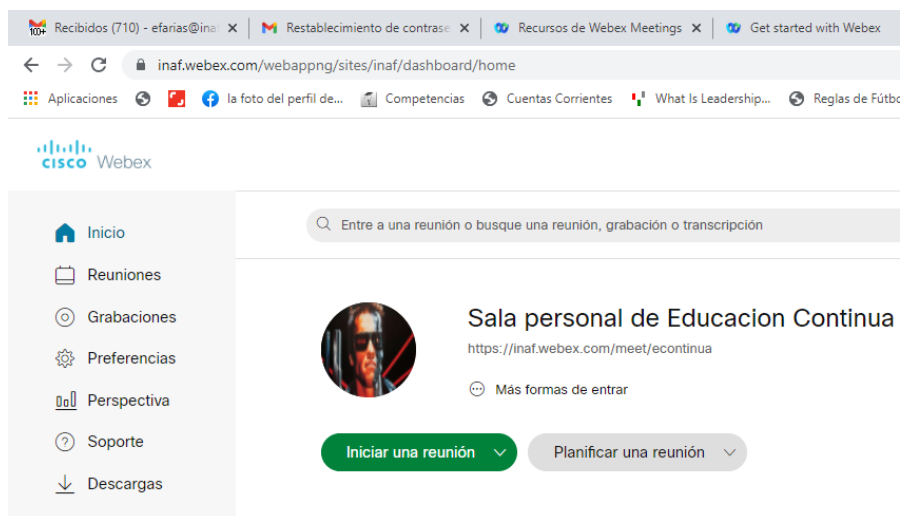 100+ Recibidos (710) - efarias@ina
Restablecimiento de contrase
Recursos de Webex Meetings
Get started with Webex
inaf.webex.com/webappng/sites/inaf/dashboard/home
Aplicaciones
la foto del perfil de...
Competencias
Cuentas Corrientes
What Is Leadership...
Reglas de Fútbo
cisco Webex
Entre a una reunión o busque una reunión, grabación o transcripción
Inicio
Reuniones
Grabaciones
Preferencias
Perspectiva
Soporte
Descargas
Sala personal de Educacion Continua
https://inaf.webex.com/meet/econtinua
Más formas de entrar
Iniciar una reunión
Planificar una reunión